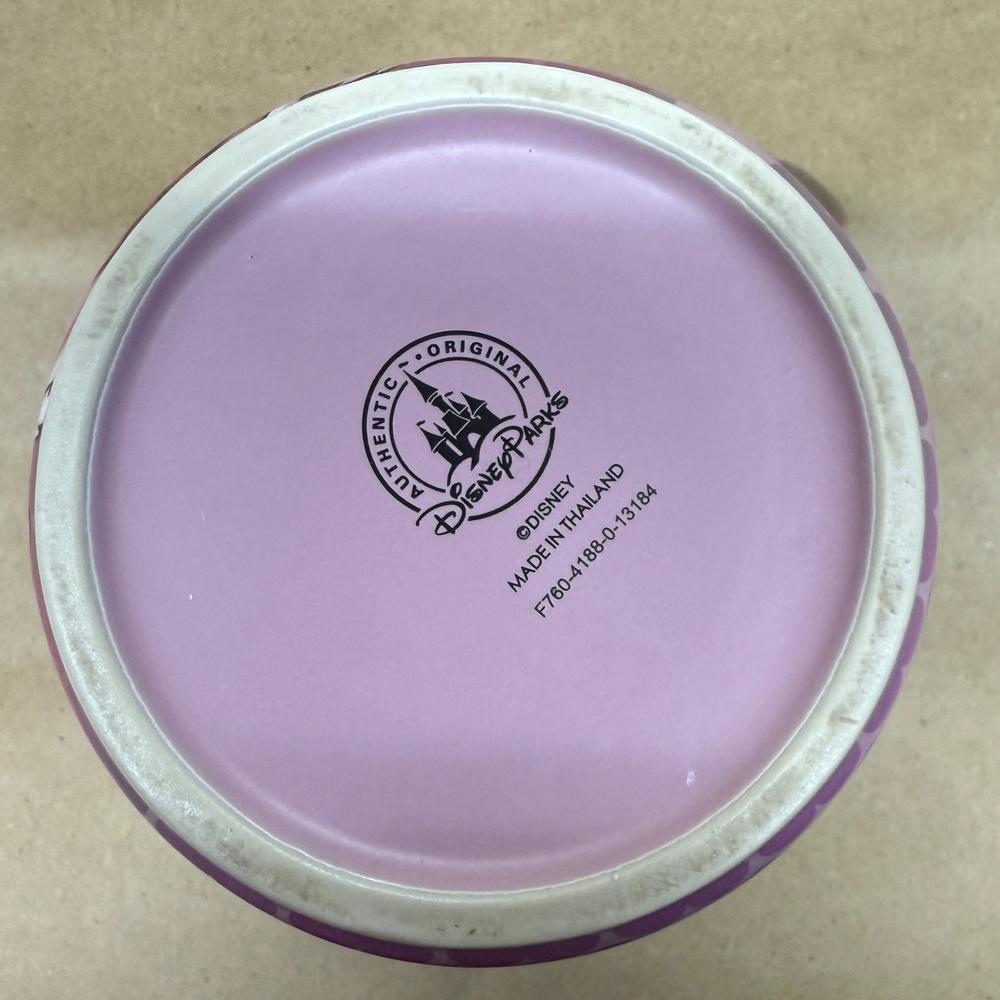 AUTHENTIC • ORIGINAL
DISNEY PARKS
©DISNEY
MADE IN THAILAND
F760-4188-0-13184